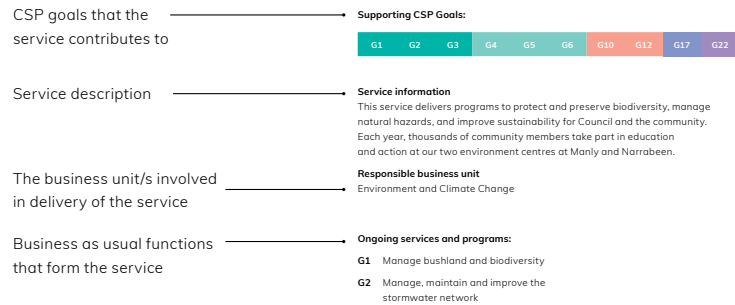 CSP goals that the
service contributes to
Supporting CSP Goals:
G1 G2 G3 G4 G5 G6 G10 G12 G17 G22
Service description
Service information
This service delivers programs to protect and preserve biodiversity, manage
natural hazards, and improve sustainability for Council and the community.
Each year, thousands of community members take part in education
and action at our two environment centres at Manly and Narrabeen.
The business unit/s involved
in delivery of the service
Responsible business unit
Environment and Climate Change
Business as usual functions
that form the service
Ongoing services and programs:
G1 Manage bushland and biodiversity
G2 Manage, maintain and improve the
stormwater network